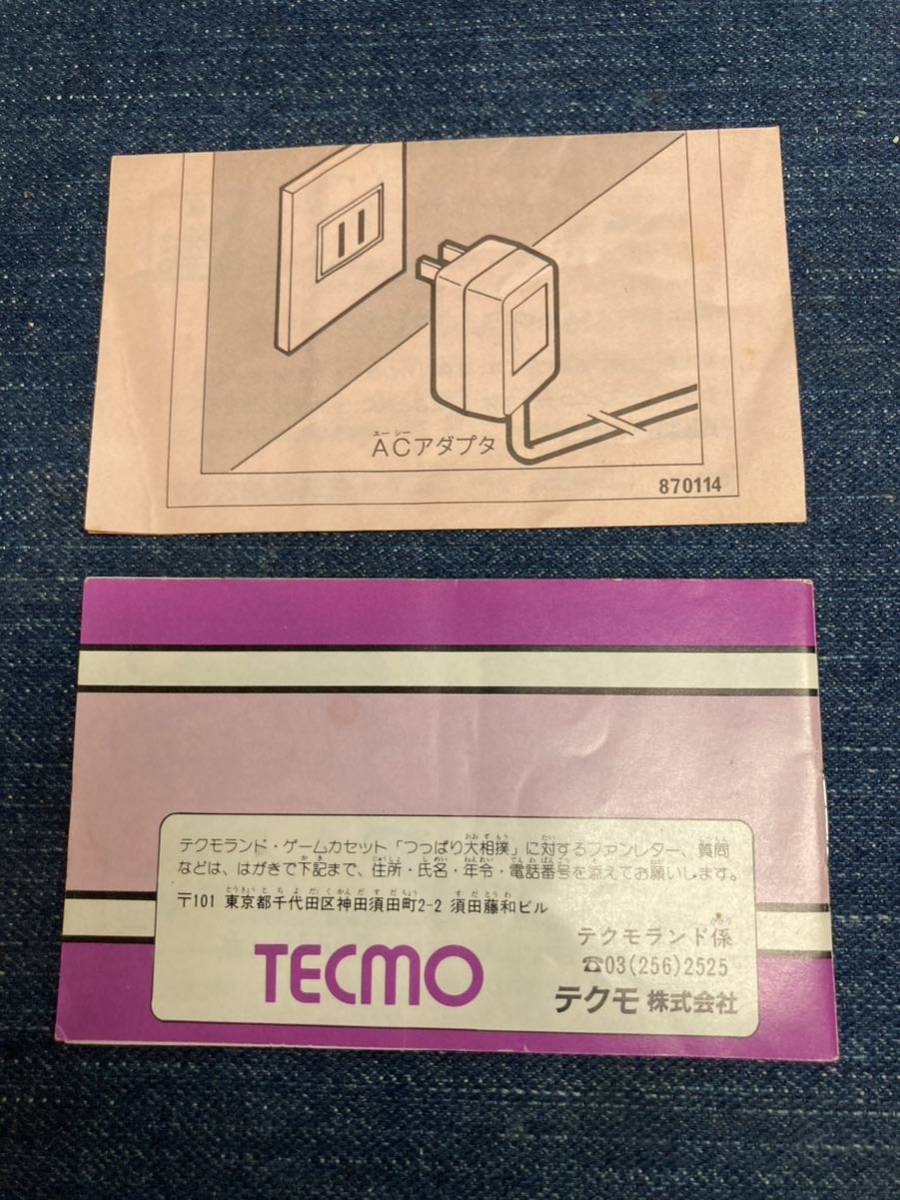 ACアダプタ
870114
テクモランド・ゲームカセット「つっぱり大相撲」に対するファンレター、質問
などは、はがきで下記まで、住所・氏名・年令・電話番号を添えてお願いします。
〒101 東京都千代田区神田須田町2-2 須田藤和ビル
テクモランド係
☎03(256)2525
TECMO
テクモ 株式会社